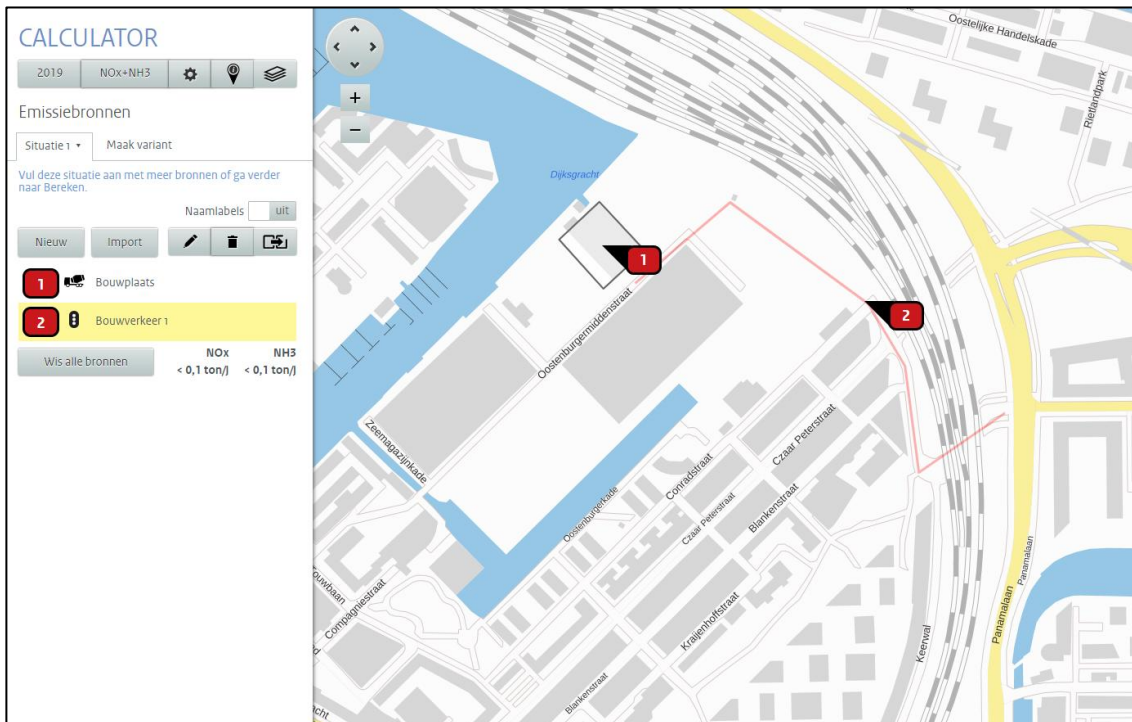 CALCULATOR
2019
NOx+NH3
Emissiebronnen
Situatie 1
Maak variant
Vul deze situatie aan met meer bronnen of ga verder
naar Bereken.
Naamlabels
uit
Nieuw
Import
1
Bouwplaats
2
Bouwverkeer 1
Wis alle bronnen
NOx
NH3
< 0,1 ton/j
< 0,1 ton/j
Oostelijke Handelskade
Rietlandpark
Dijksgracht
1
2
Oostenburgermiddenstraat
Zeemagazijnkade
Czaar Peterstraat
Conradstraat
Oostenburgerkade
Czaar Peterstraat
Blankenstraat
Compagniestraat
Kraijenhoffstraat
Blankenstraat
Keerwal
Panamalaan
Panamalaan